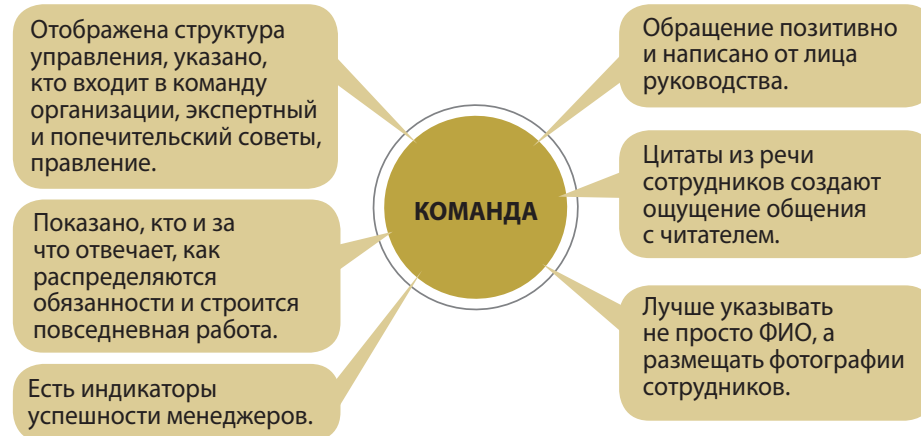 Отображена структура
управления, указано,
кто входит в команду
организации, экспертный
и попечительский советы,
правление.
Показано, кто и за
что отвечает, как
распределяются
обязанности и строится
повседневная работа.
Есть индикаторы
успешности менеджеров.
КОМАНДА
Обращение позитивно
и написано от лица
руководства.
Цитаты из речи
сотрудников создают
ощущение общения
с читателем.
Лучше указывать
не просто ФИО, а
размещать фотографии
сотрудников.